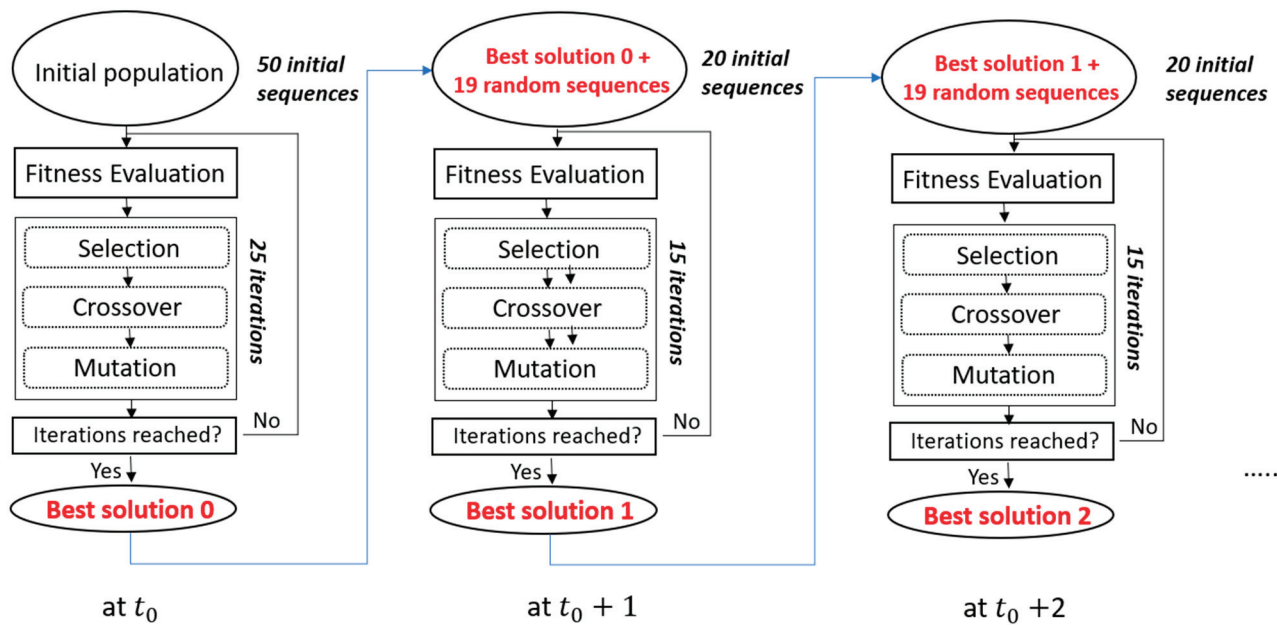 Initial population
50 initial
sequences
Fitness Evaluation
Selection
Crossover
Mutation
25 iterations
Iterations reached?
No
Yes
Best solution 0
at t₀
Best solution 0 +
19 random sequences
20 initial
sequences
Fitness Evaluation
Selection
Crossover
Mutation
15 iterations
Iterations reached?
No
Yes
Best solution 1
at t₀ + 1
Best solution 1 +
19 random sequences
20 initial
sequences
Fitness Evaluation
Selection
Crossover
Mutation
15 iterations
Iterations reached?
No
Yes
Best solution 2
at t₀ +2
.....